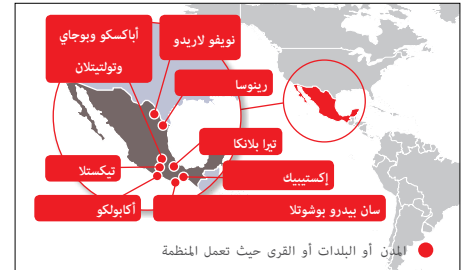 أباكسكو وبوجاي
وتولتيتلان
نويفو لاريدو
رينوسا
تيرا بلانكا
تيكستلا
إكستيبيك
أكابولكو
سان بيدرو بوشوتلا
المدن أو البلدات أو القرى حيث تعمل المنظمة